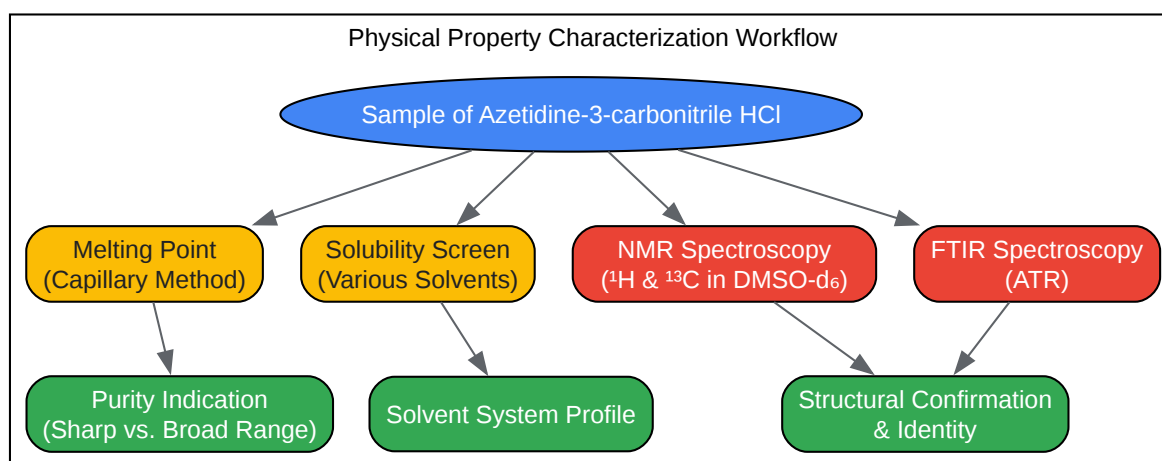 Physical Property Characterization Workflow
Sample of Azetidine-3-carbonitrile HCl
Melting Point
(Capillary Method)
Solubility Screen
(Various Solvents)
NMR Spectroscopy
(¹H & ¹³C in DMSO-d₆)
FTIR Spectroscopy
(ATR)
Purity Indication
(Sharp vs. Broad Range)
Solvent System Profile
Structural Confirmation
& Identity